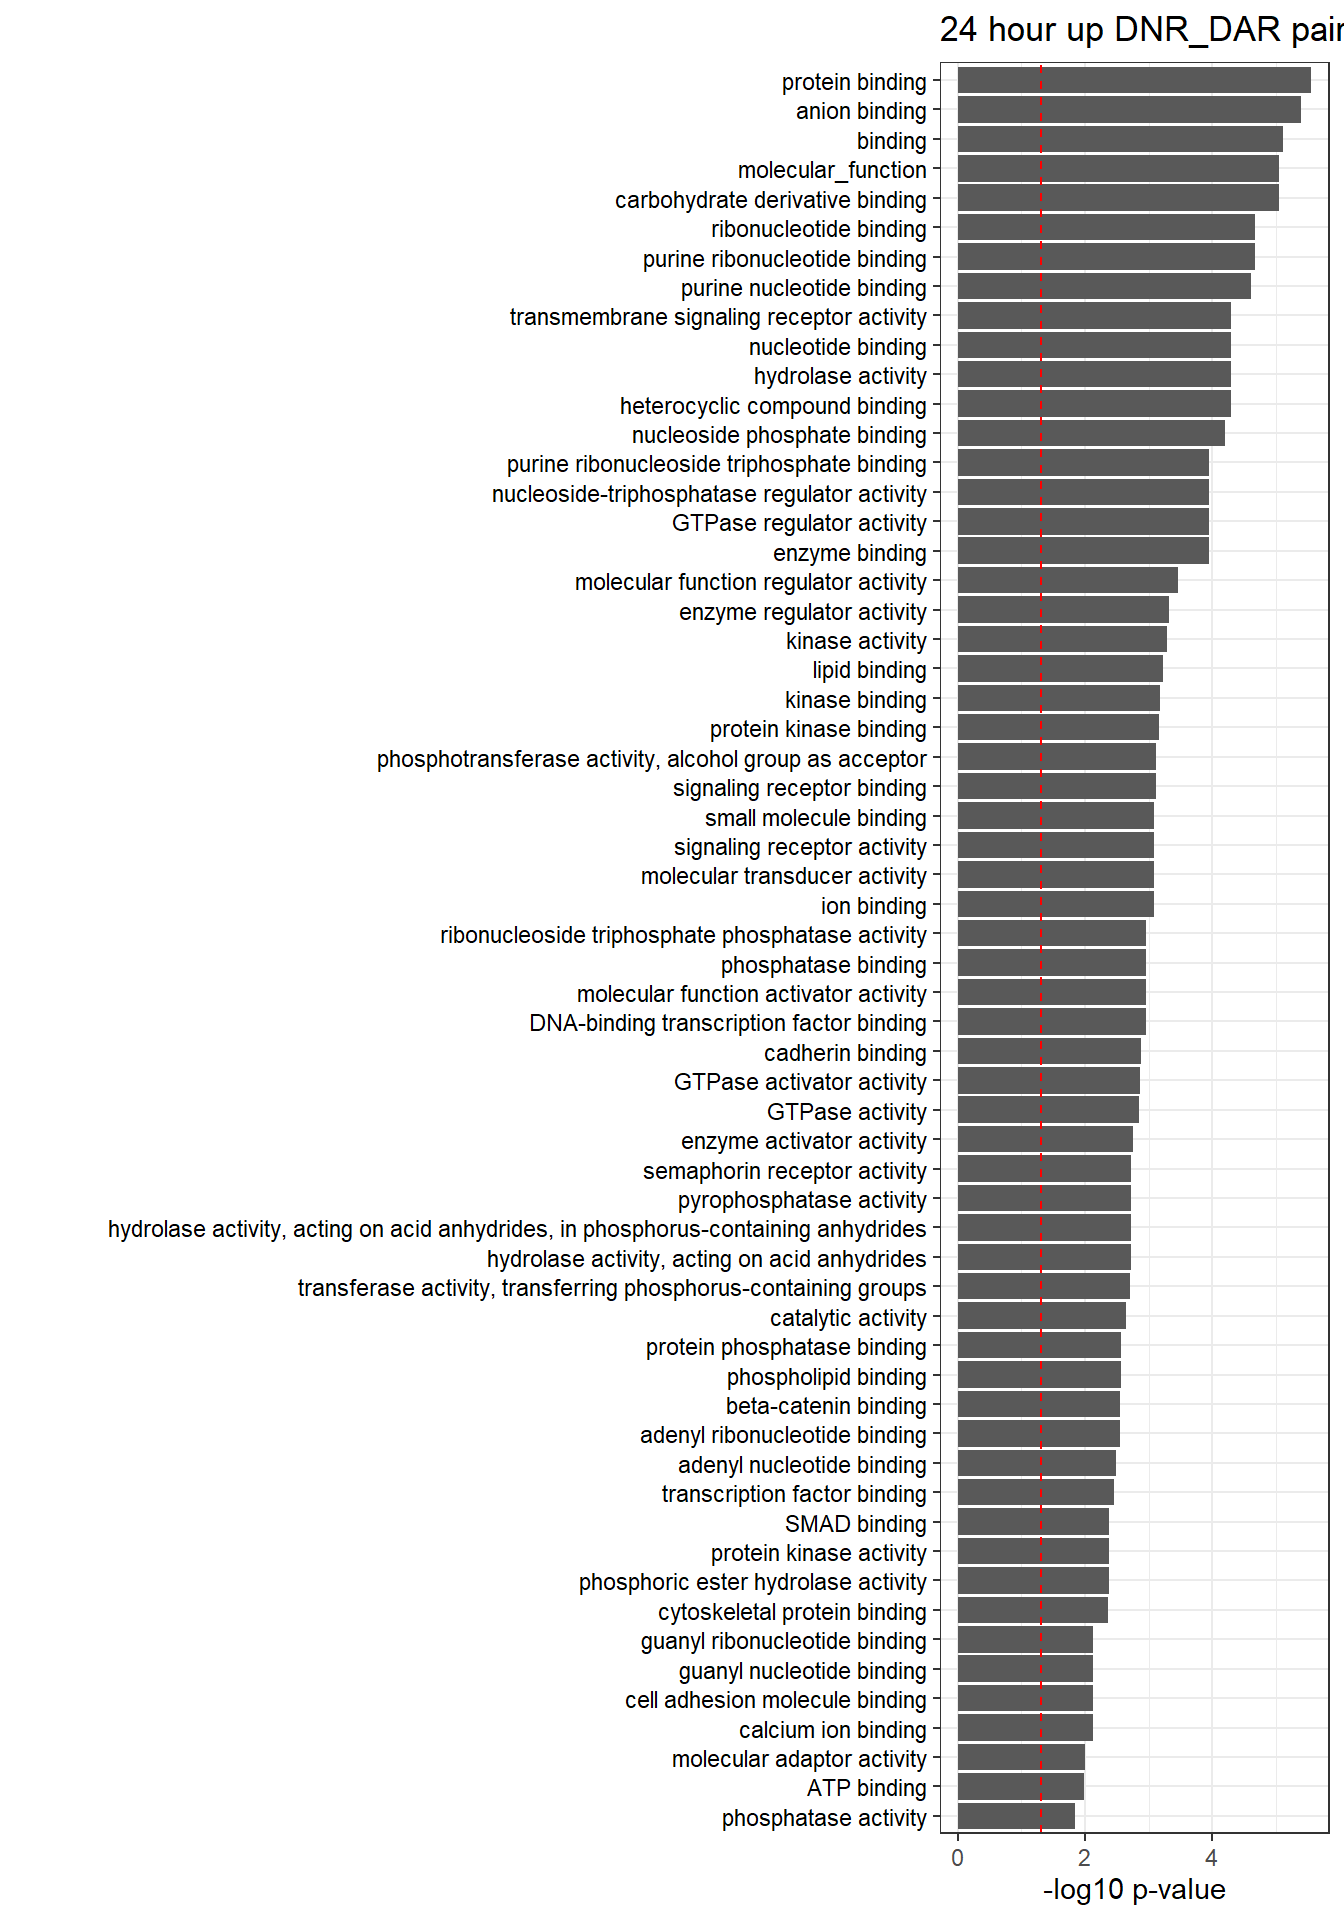 24 hour up DNR_DAR pair
protein binding
anion binding
binding
molecular_function
carbohydrate derivative binding
ribonucleotide binding
purine ribonucleotide binding
purine nucleotide binding
transmembrane signaling receptor activity
nucleotide binding
hydrolase activity
heterocyclic compound binding
nucleoside phosphate binding
purine ribonucleoside triphosphate binding
nucleoside-triphosphatase regulator activity
GTPase regulator activity
enzyme binding
molecular function regulator activity
enzyme regulator activity
kinase activity
lipid binding
kinase binding
protein kinase binding
phosphotransferase activity, alcohol group as acceptor
signaling receptor binding
small molecule binding
signaling receptor activity
molecular transducer activity
ion binding
ribonucleoside triphosphate phosphatase activity
phosphatase binding
molecular function activator activity
DNA-binding transcription factor binding
cadherin binding
GTPase activator activity
GTPase activity
enzyme activator activity
semaphorin receptor activity
pyrophosphatase activity
hydrolase activity, acting on acid anhydrides, in phosphorus-containing anhydrides
hydrolase activity, acting on acid anhydrides
transferase activity, transferring phosphorus-containing groups
catalytic activity
protein phosphatase binding
phospholipid binding
beta-catenin binding
adenyl ribonucleotide binding
adenyl nucleotide binding
transcription factor binding
SMAD binding
protein kinase activity
phosphoric ester hydrolase activity
cytoskeletal protein binding
guanyl ribonucleotide binding
guanyl nucleotide binding
cell adhesion molecule binding
calcium ion binding
molecular adaptor activity
ATP binding
phosphatase activity
0 2 4
-log10 p-value